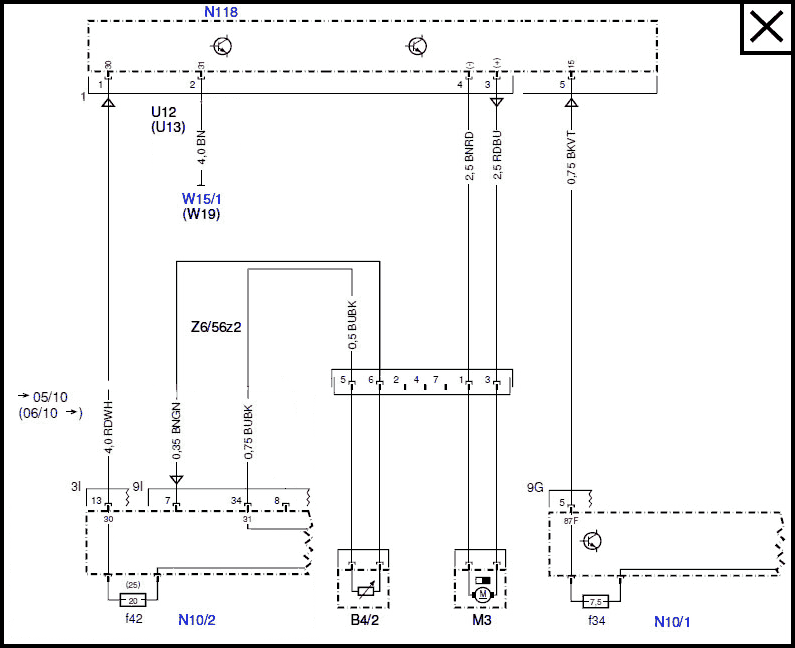 N118
30
31
(-)
(+)
15
1
2
4
3
5
1
U12
(U13)
4,0 BN
2,5 BNRD
2,5 RDBU
0,75 BKVT
W15/1
(W19)
Z6/56z2
0,5 BUBK
5 6 2 4 7 1 3
→ 05/10
(06/10 →)
4,0 RDWH
0,35 BNGN
0,75 BUBK
3I
9I
9G
13
7
34
8
5
30
31
87F
(25)
20
f42
N10/2
B4/2
M
M3
7,5
f34
N10/1